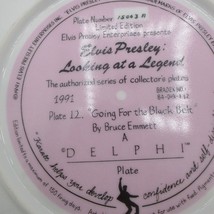 Plate Number 15043 A
Limited Edition
Elvis Presley Enterprises presents
Elvis Presley:
Looking at a Legend
The authorized series of collector's plates
1991
BRADEX NO.
Plate 12... "Going For the Black Belt"
By Bruce Emmett
A
DELPHI
Plate
"Karate helps you develop confidence and self-